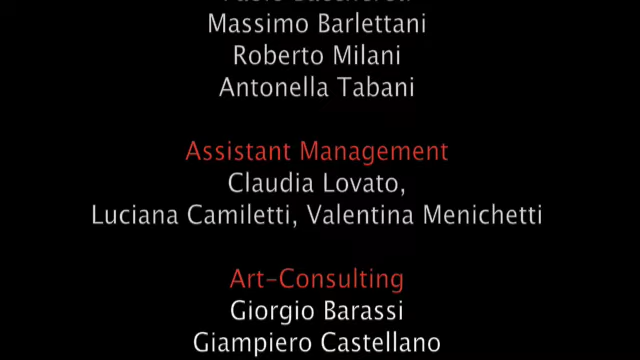 Massimo Barlettani
Roberto Milani
Antonella Tabani
Assistant Management
Claudia Lovato,
Luciana Camiletti, Valentina Menichetti
Art-Consulting
Giorgio Barassi
Giampiero Castellano